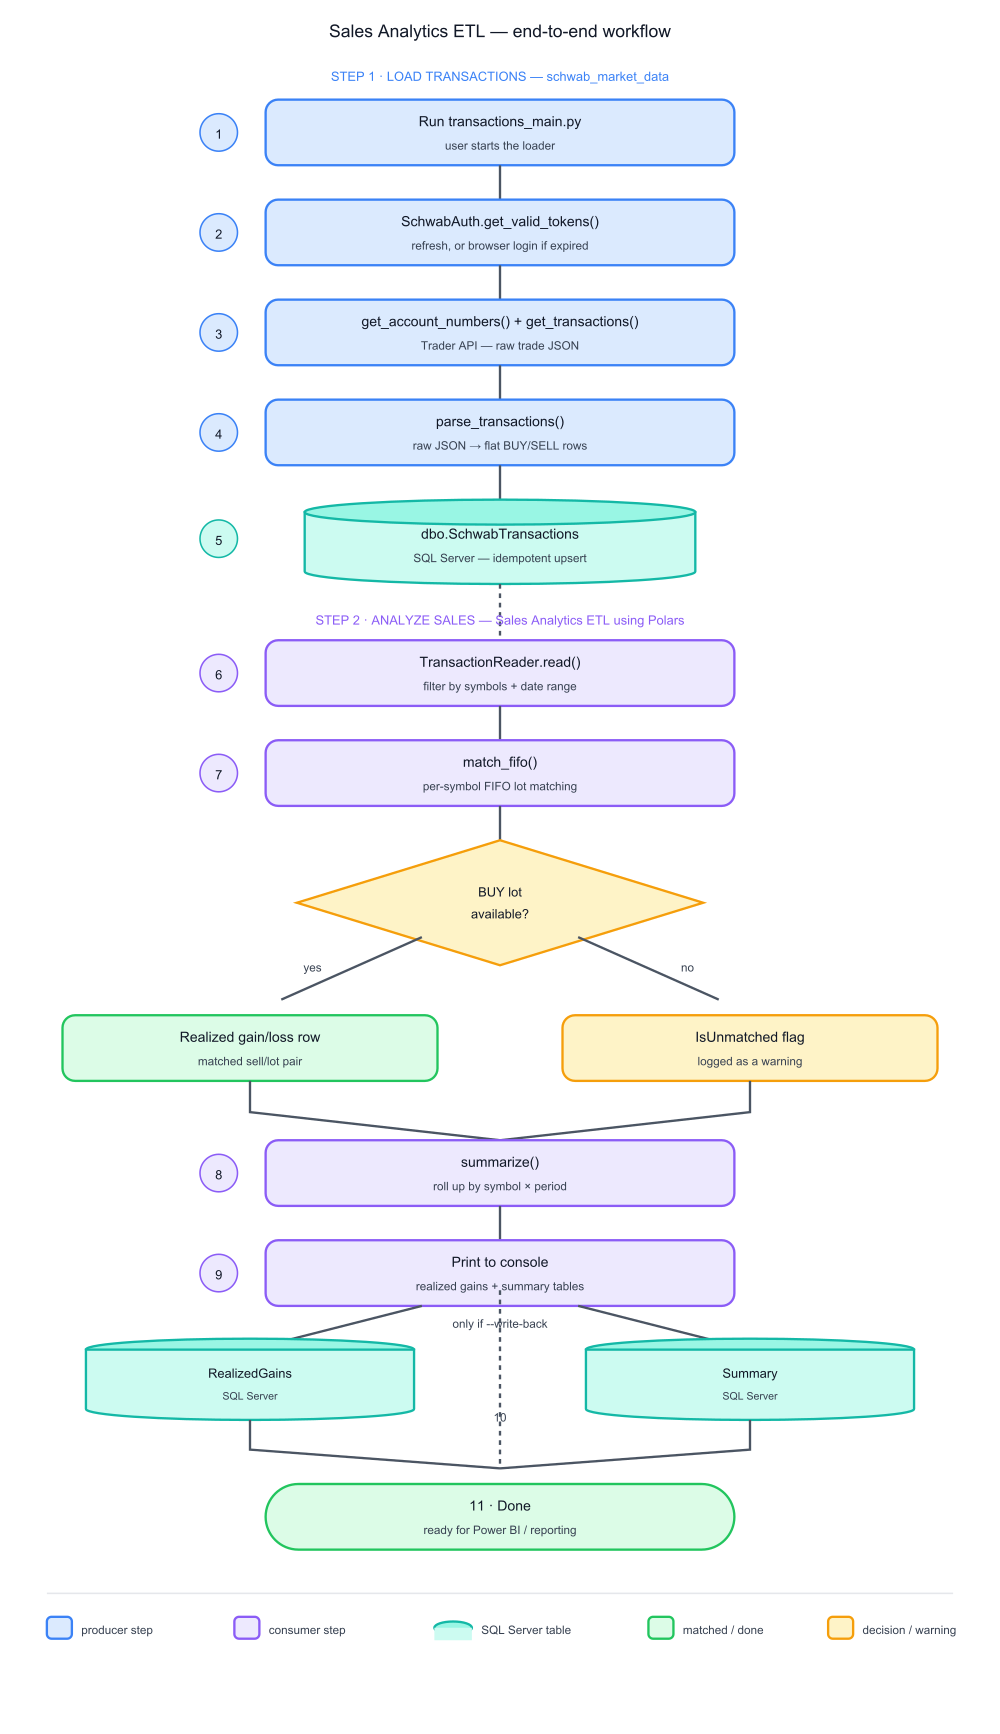 Sales Analytics ETL — end-to-end workflow
STEP 1 · LOAD TRANSACTIONS — schwab_market_data
1
Run transactions_main.py
user starts the loader
2
SchwabAuth.get_valid_tokens()
refresh, or browser login if expired
3
get_account_numbers() + get_transactions()
Trader API — raw trade JSON
4
parse_transactions()
raw JSON → flat BUY/SELL rows
5
dbo.SchwabTransactions
SQL Server — idempotent upsert
STEP 2 · ANALYZE SALES — Sales Analytics ETL using Polars
6
TransactionReader.read()
filter by symbols + date range
7
match_fifo()
per-symbol FIFO lot matching
BUY lot
available?
yes
no
Realized gain/loss row
matched sell/lot pair
IsUnmatched flag
logged as a warning
8
summarize()
roll up by symbol × period
9
Print to console
realized gains + summary tables
only if --write-back
RealizedGains
SQL Server
Summary
SQL Server
10
11 · Done
ready for Power BI / reporting
producer step
consumer step
SQL Server table
matched / done
decision / warning